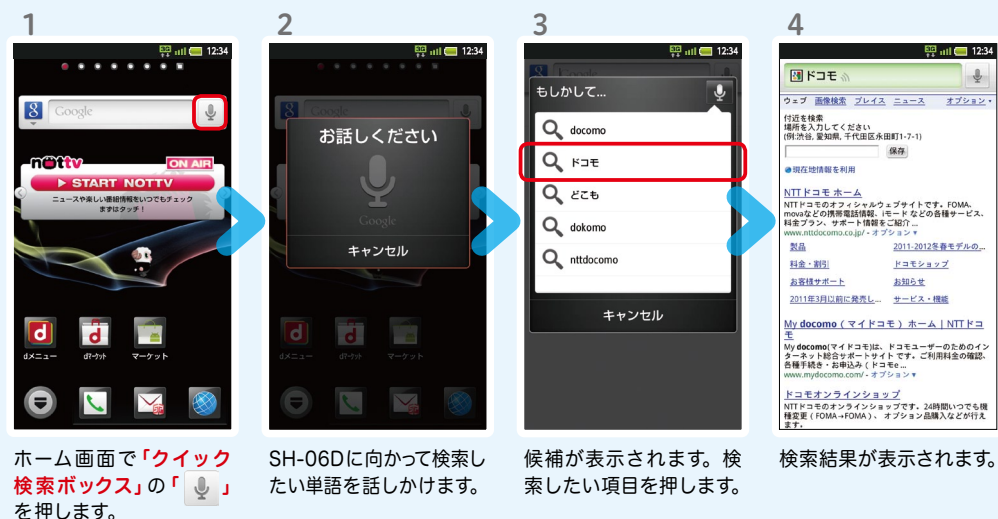 1
3G 12:34
8 Google
nottv ON AIR
START NOTTV
ニュースや楽しい番組情報をいつでもチェック
まずはタッチ!
dメニュー dマーケット マーケット
ホーム画面で「クイック
検索ボックス」の「 」
を押します。
2
3G 12:34
8 Google
お話しください
Google
キャンセル
dメニュー dマーケット マーケット
SH-06Dに向かって検索し
たい単語を話しかけます。
3
3G 12:34
もしかして...
docomo
ドコモ
どこも
dokomo
nttdocomo
キャンセル
候補が表示されます。検
索したい項目を押します。
4
3G 12:34
ドコモ
ウェブ 画像検索 プレイス ニュース オプション
付近を検索
場所を入力してください
(例:渋谷, 愛知県, 千代田区永田町1-7-1)
保存
現在地情報を利用
NTTドコモ ホーム
NTTドコモのオフィシャルウェブサイトです。FOMA、
movaなどの携帯電話情報、iモード などの各種サービス、
料金プラン、サポート情報をご紹介 ...
www.nttdocomo.co.jp/ - オプション▼
製品 2011-2012冬春モデルの...
料金・割引 ドコモショップ
お客様サポート お知らせ
2011年3月以前に発売し... サービス・機能
My docomo ( マイドコモ ) ホーム | NTTドコ
モ
My docomo(マイドコモ)は、ドコモユーザーのためのイン
ターネット総合サポートサイト です。ご利用料金の確認、
各種手続き・お申込み ( ドコモe ...
www.mydocomo.com/ - オプション▼
ドコモオンラインショップ
NTTドコモのオンラインショップです。24時間いつでも機
種変更 ( FOMA→FOMA ) 、 オプション品購入などが行え
ます。
検索結果が表示されます。